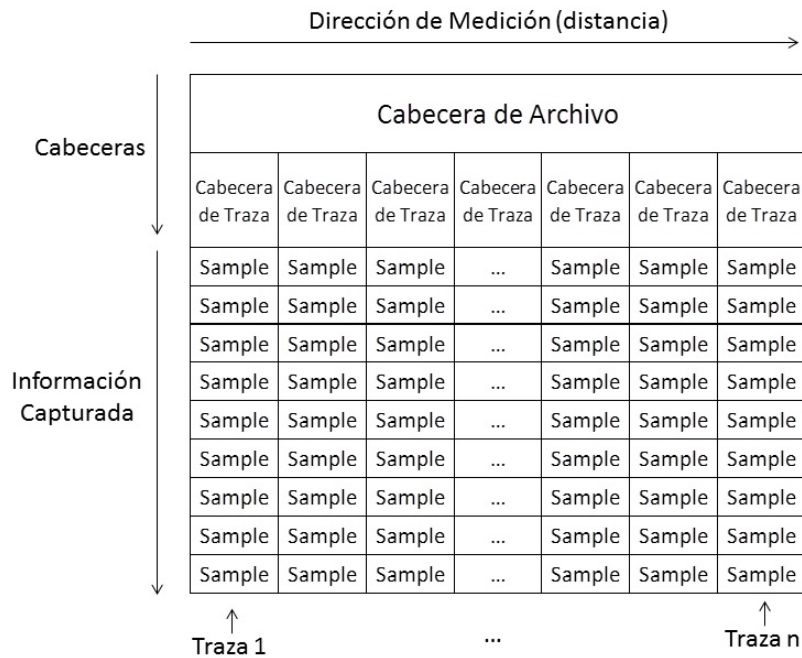 Dirección de Medición (distancia)
Cabeceras
Cabecera de Archivo
Cabecera Cabecera Cabecera Cabecera Cabecera Cabecera Cabecera
de Traza de Traza de Traza de Traza de Traza de Traza de Traza
Sample Sample Sample ... Sample Sample Sample
Sample Sample Sample ... Sample Sample Sample
Sample Sample Sample ... Sample Sample Sample
Información
Capturada
Sample Sample Sample ... Sample Sample Sample
Sample Sample Sample ... Sample Sample Sample
Sample Sample Sample ... Sample Sample Sample
Sample Sample Sample ... Sample Sample Sample
Sample Sample Sample ... Sample Sample Sample
Sample Sample Sample ... Sample Sample Sample
Traza 1 ... Traza n